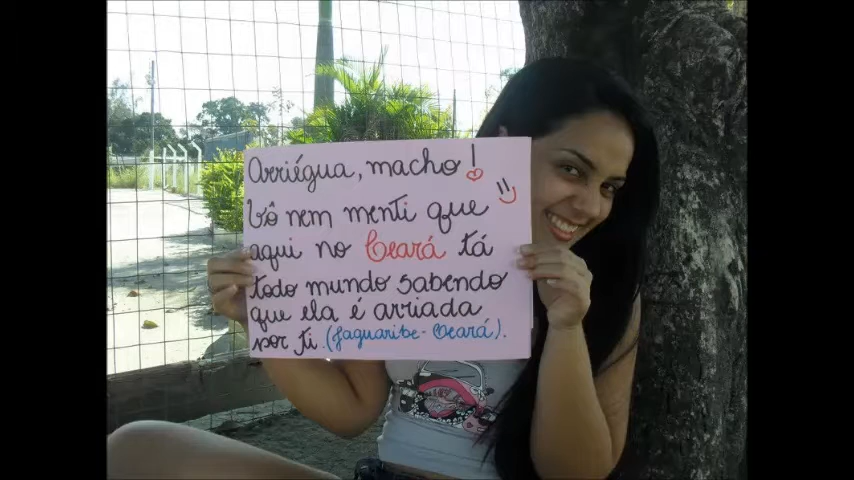 Arriégua, macho!
Vô nem menti que
aqui no Ceará tá
todo mundo sabendo
que ela é arriada
por ti. (Jaguaribe-Ceará).